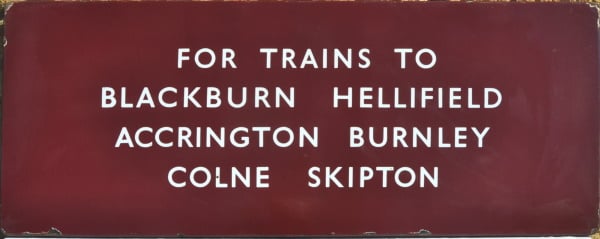 FOR TRAINS TO
BLACKBURN HELLIFIELD
ACCRINGTON BURNLEY
COLNE SKIPTON